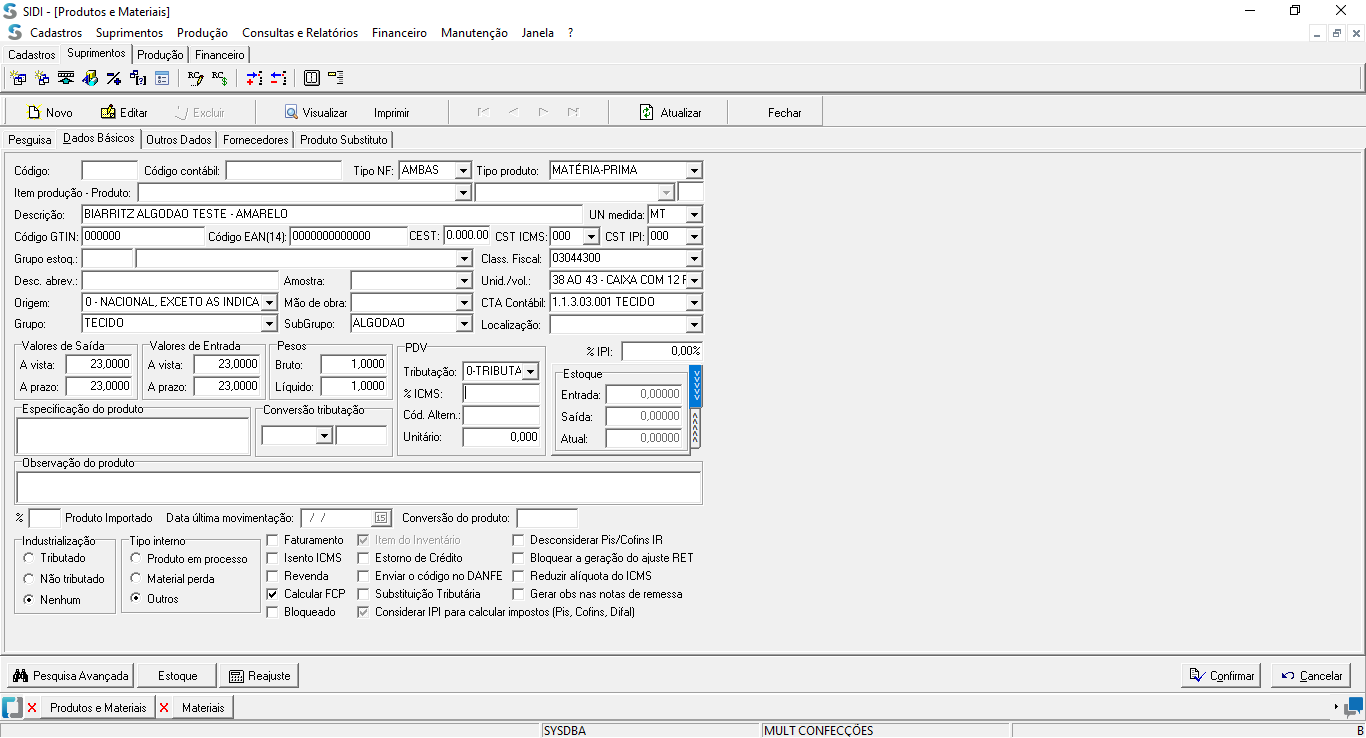 SIDI - [Produtos e Materiais]
Cadastros Suprimentos Produção Consultas e Relatórios Financeiro Manutenção Janela ?
Cadastros Suprimentos Produção Financeiro
Novo Editar Excluir Visualizar Imprimir Atualizar Fechar
Pesquisa Dados Básicos Outros Dados Fornecedores Produto Substituto
Código: Código contábil: Tipo NF: AMBAS Tipo produto: MATÉRIA-PRIMA
Item produção - Produto:
Descrição: BIARRITZ ALGODAO TESTE - AMARELO UN medida: MT
Código GTIN: 000000 Código EAN(14): 0000000000000 CEST: 0.000.00 CST ICMS: 000 CST IPI: 000
Grupo estoq.: Class. Fiscal: 03044300
Desc. abrev.: Amostra: Unid./vol.: 38 AO 43 - CAIXA COM 12 F
Origem: 0 - NACIONAL, EXCETO AS INDICA Mão de obra: CTA Contábil: 1.1.3.03.001 TECIDO
Grupo: TECIDO SubGrupo: ALGODAO Localização:
Valores de Saída Valores de Entrada Pesos PDV % IPI: 0,00%
A vista: 23,0000 A vista: 23,0000 Bruto: 1,0000 Tributação: 0-TRIBUTA Estoque
A prazo: 23,0000 A prazo: 23,0000 Líquido: 1,0000 % ICMS: Entrada: 0,00000
Especificação do produto Conversão tributação Cód. Altern.: Saída: 0,00000
Unitário: 0,000 Atual: 0,00000
Observação do produto
% Produto Importado Data última movimentação: / / 15 Conversão do produto:
Industrialização Tipo interno Faturamento Item do Inventário Desconsiderar Pis/Cofins IR
Tributado Produto em processo Isento ICMS Estorno de Crédito Bloquear a geração do ajuste RET
Não tributado Material perda Revenda Enviar o código no DANFE Reduzir alíquota do ICMS
Nenhum Outros Calcular FCP Substituição Tributária Gerar obs nas notas de remessa
Bloqueado Considerar IPI para calcular impostos (Pis, Cofins, Difal)
Pesquisa Avançada Estoque Reajuste Confirmar Cancelar
Produtos e Materiais Materiais
SYSDBA MULT CONFECÇÕES B